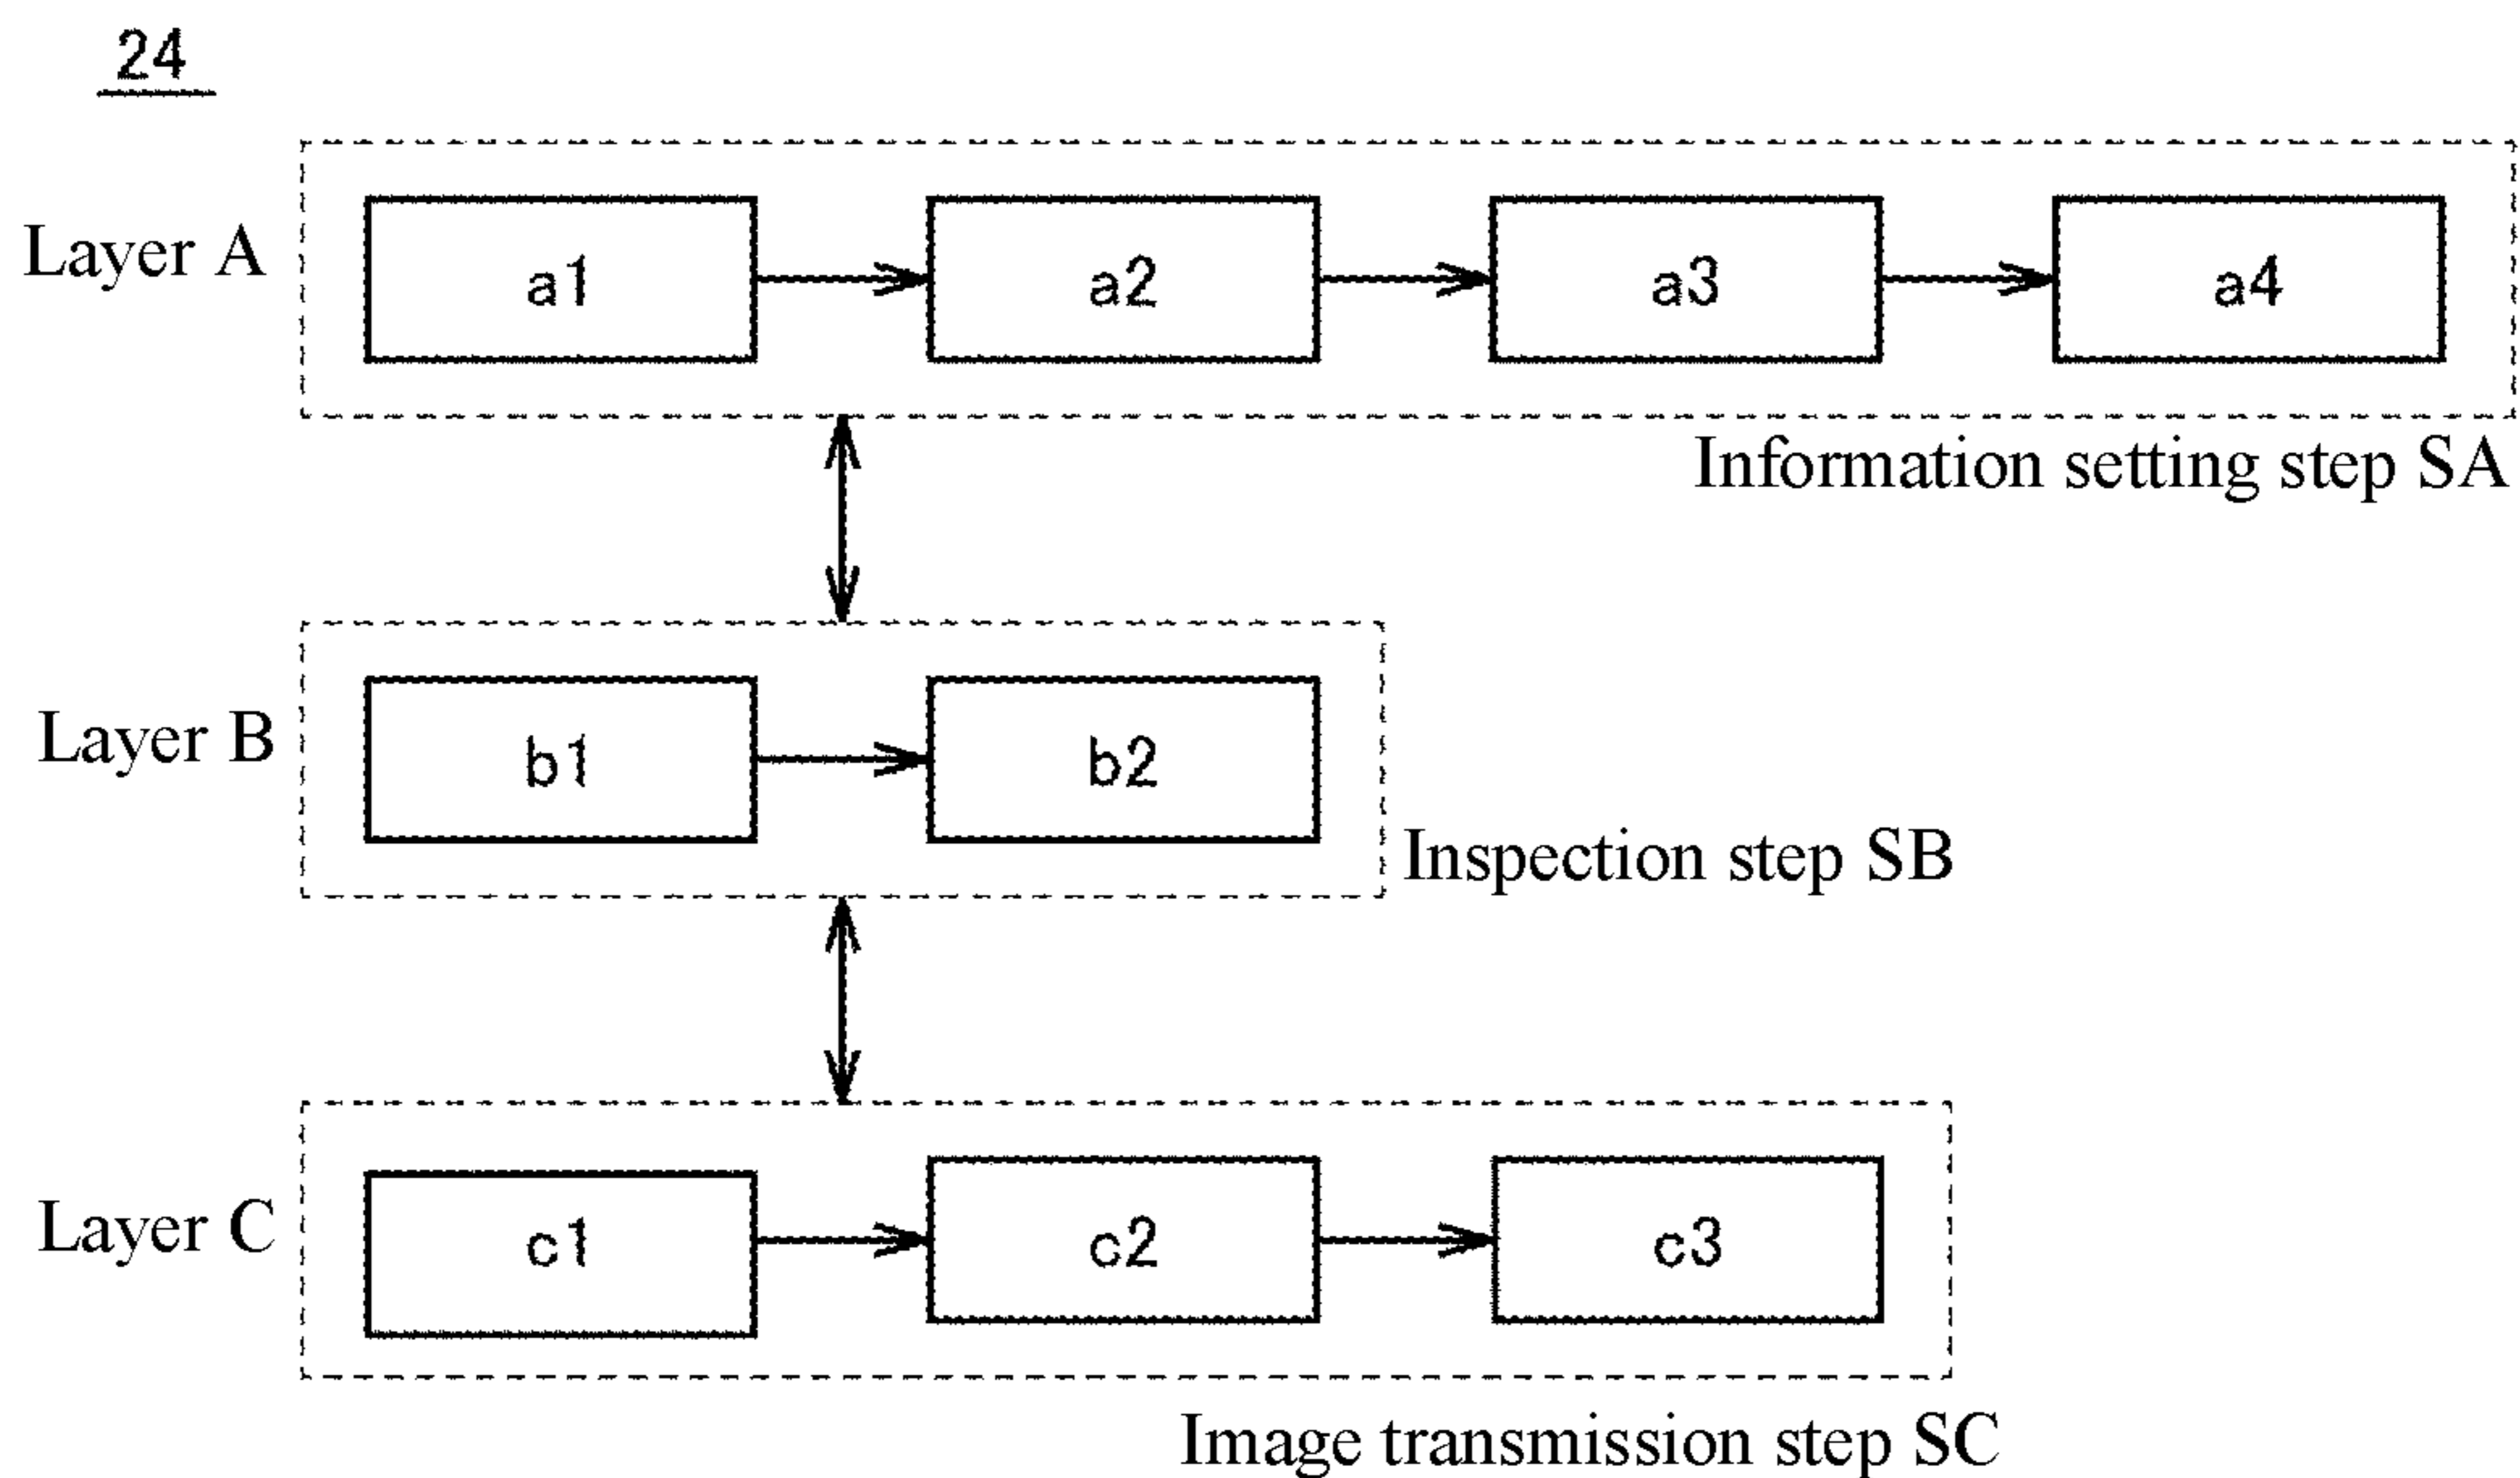 24
Layer A
a1
a2
a3
a4
Information setting step SA
Layer B
b1
b2
Inspection step SB
Layer C
c1
c2
c3
Image transmission step SC